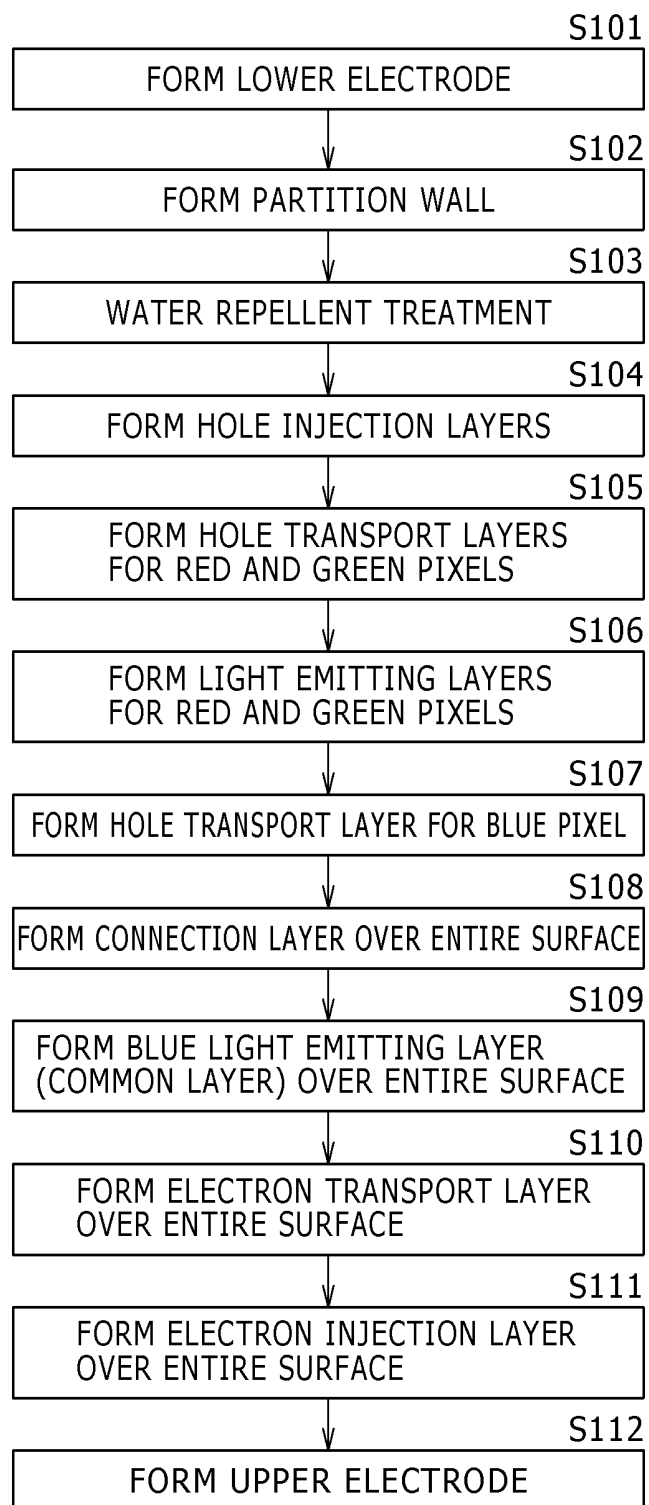 S101
FORM LOWER ELECTRODE
S102
FORM PARTITION WALL
S103
WATER REPELLENT TREATMENT
S104
FORM HOLE INJECTION LAYERS
S105
FORM HOLE TRANSPORT LAYERS
FOR RED AND GREEN PIXELS
S106
FORM LIGHT EMITTING LAYERS
FOR RED AND GREEN PIXELS
S107
FORM HOLE TRANSPORT LAYER FOR BLUE PIXEL
S108
FORM CONNECTION LAYER OVER ENTIRE SURFACE
S109
FORM BLUE LIGHT EMITTING LAYER
(COMMON LAYER) OVER ENTIRE SURFACE
S110
FORM ELECTRON TRANSPORT LAYER
OVER ENTIRE SURFACE
S111
FORM ELECTRON INJECTION LAYER
OVER ENTIRE SURFACE
S112
FORM UPPER ELECTRODE